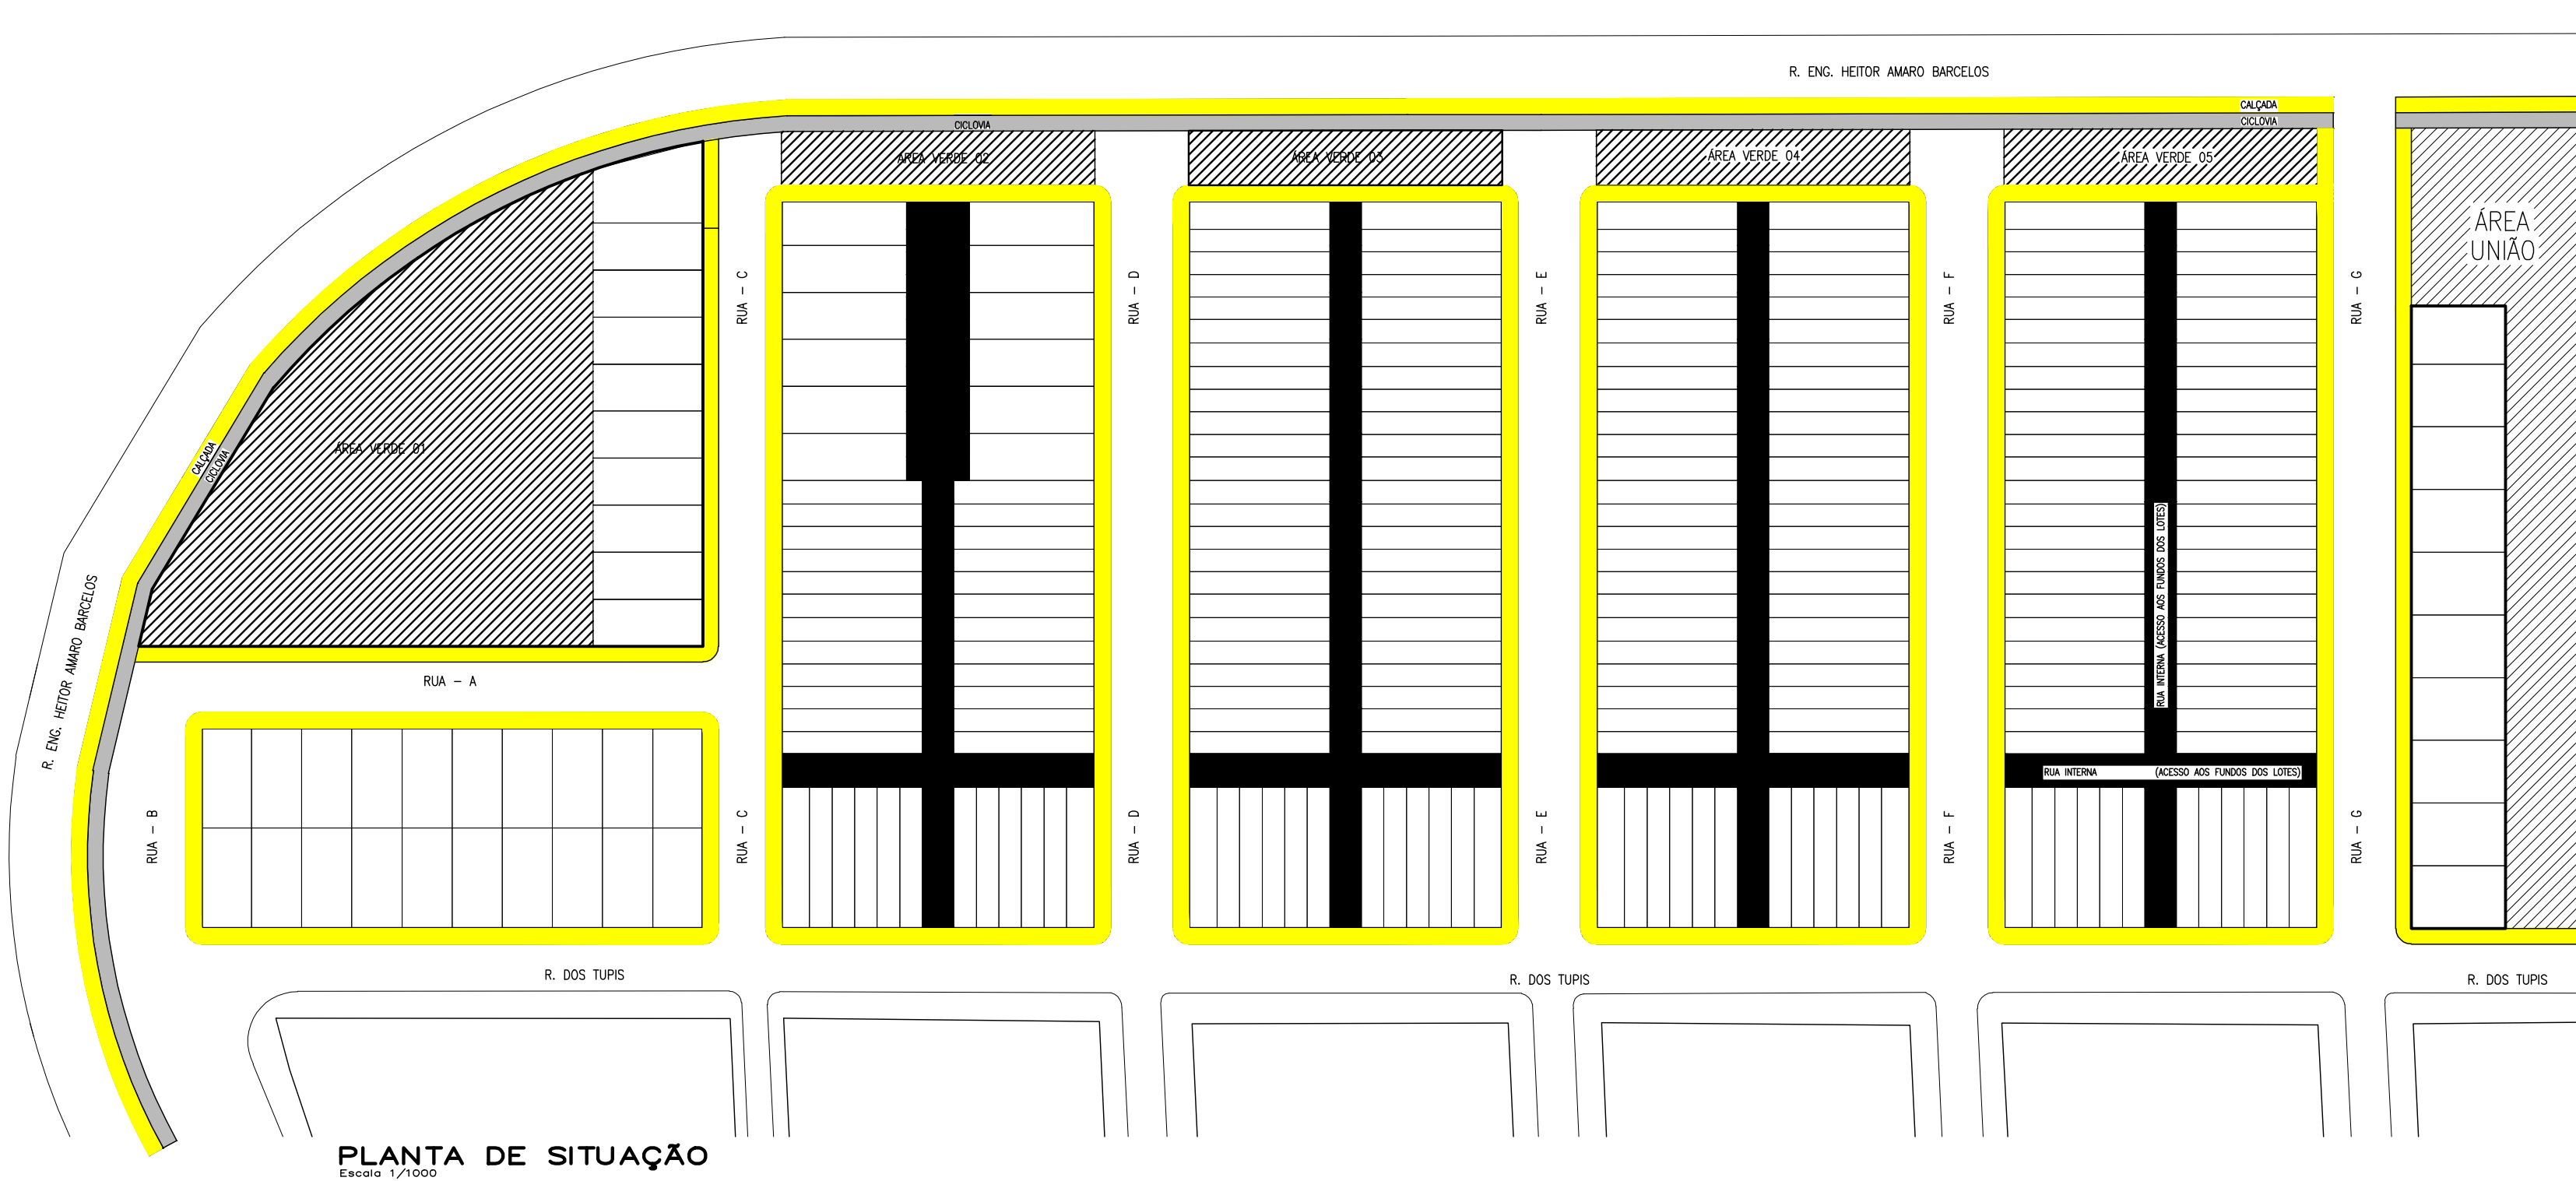 R. ENG. HEITOR AMARO BARCELOS
CALÇADA
CICLOVIA
CICLOVIA
ÁREA VERDE 02
ÁREA VERDE 03
ÁREA VERDE 04
ÁREA VERDE 05
ÁREA
UNIÃO
RUA - C
RUA - D
RUA - E
RUA - F
RUA - G
ÁREA VERDE 01
CALÇADA
CICLOVIA
R. ENG. HEITOR AMARO BARCELOS
RUA INTERNA (ACESSO AOS FUNDOS DOS LOTES)
RUA - A
RUA INTERNA (ACESSO AOS FUNDOS DOS LOTES)
RUA - B
RUA - C
RUA - D
RUA - E
RUA - F
RUA - G
R. DOS TUPIS
R. DOS TUPIS
R. DOS TUPIS
PLANTA DE SITUAÇÃO
Escala 1/1000